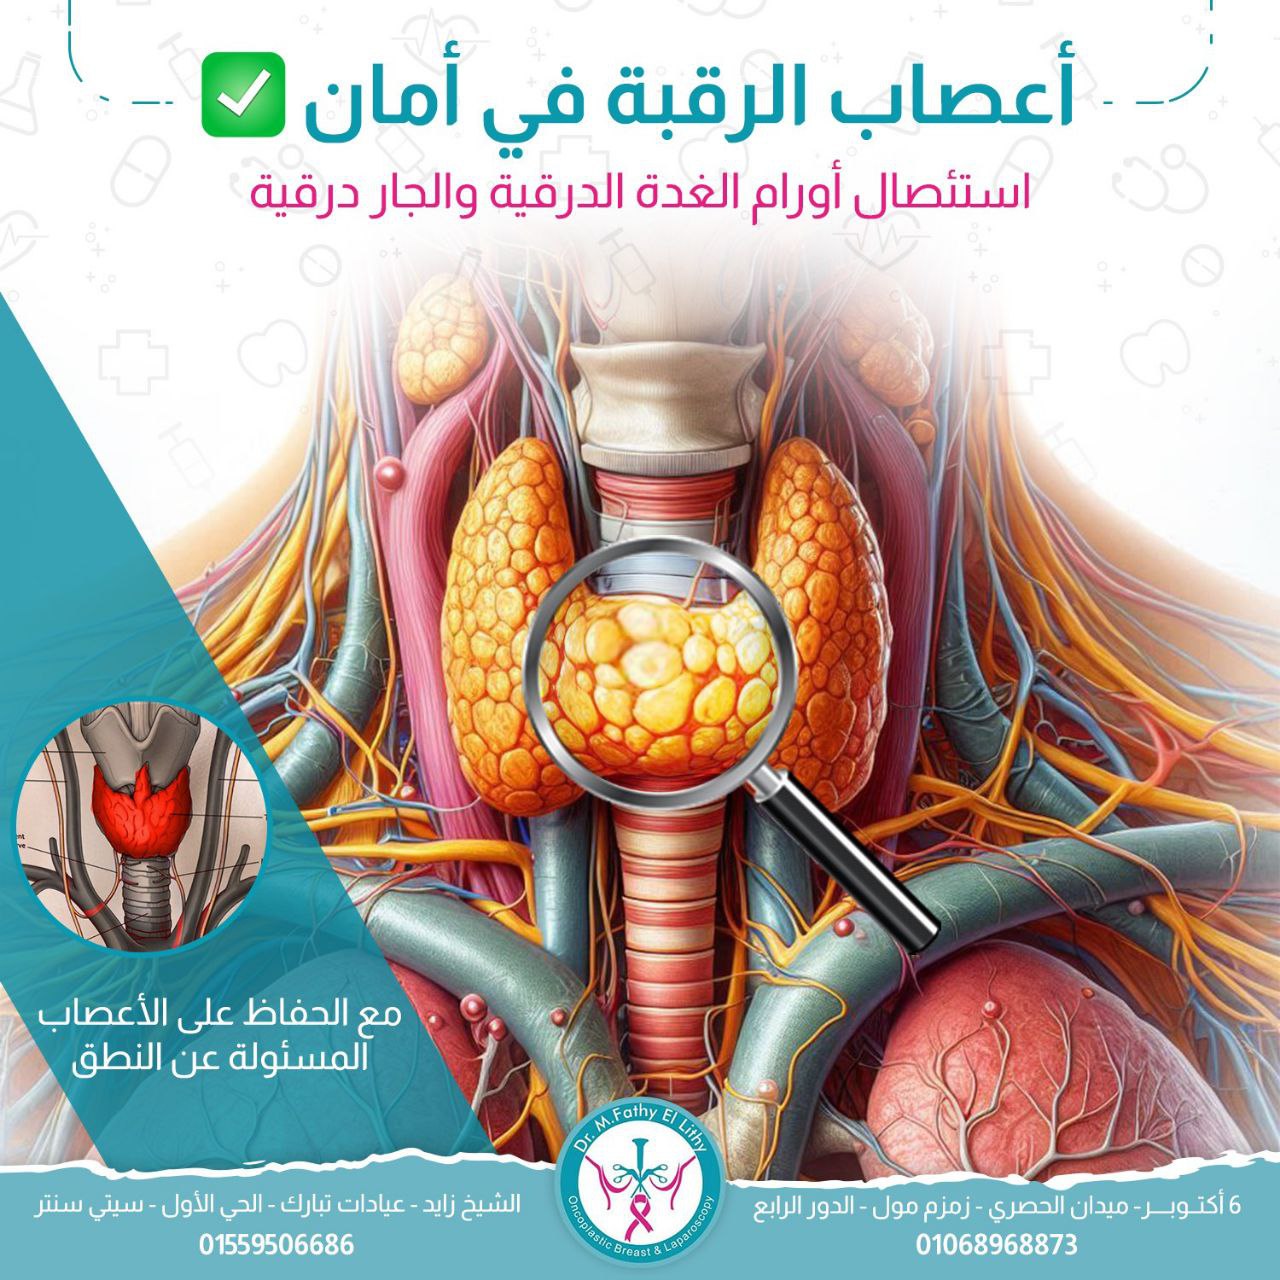 أعصاب الرقبة في أمان ✅
استئصال أورام الغدة الدرقية والجار درقية
مع الحفاظ على الأعصاب
المسئولة عن النطق
Dr. M.Fathy El Lithy
Oncoplastic Breast & Laparoscopy
6 أكتوبر- ميدان الحصري - زمزم مول - الدور الرابع
01068968873
الشيخ زايد - عيادات تبارك - الحي الأول - سيتي سنتر
01559506686